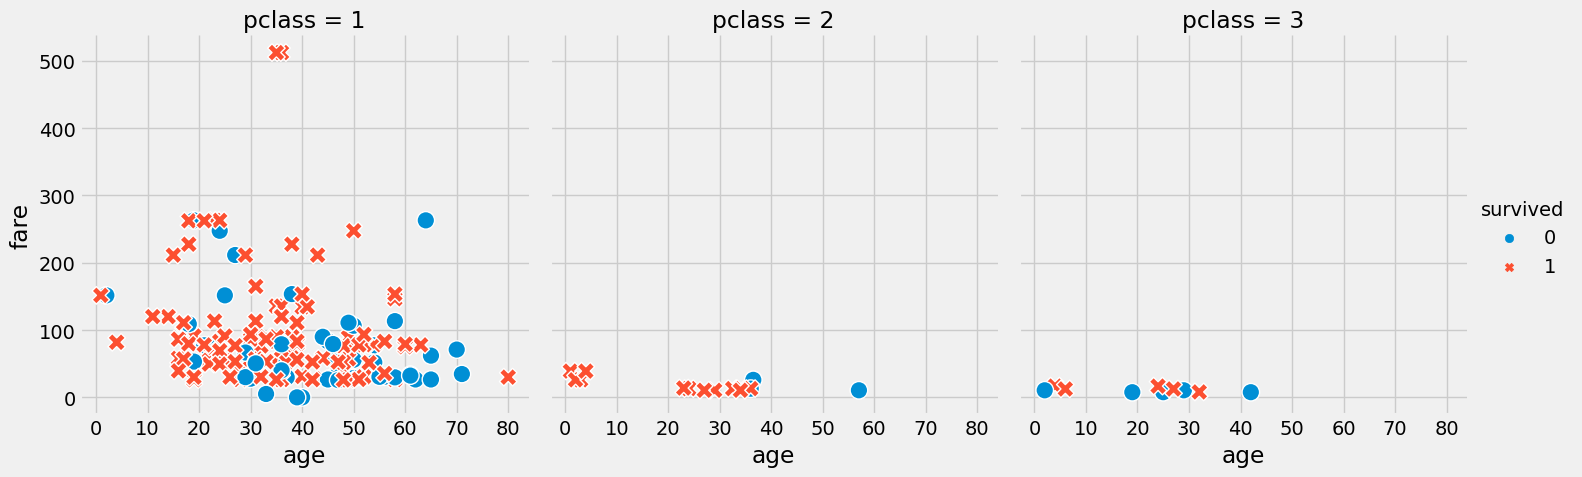 pclass = 1
pclass = 2
pclass = 3
fare
500
400
300
200
100
0
0 10 20 30 40 50 60 70 80
0 10 20 30 40 50 60 70 80
0 10 20 30 40 50 60 70 80
age
age
age
survived
0
1